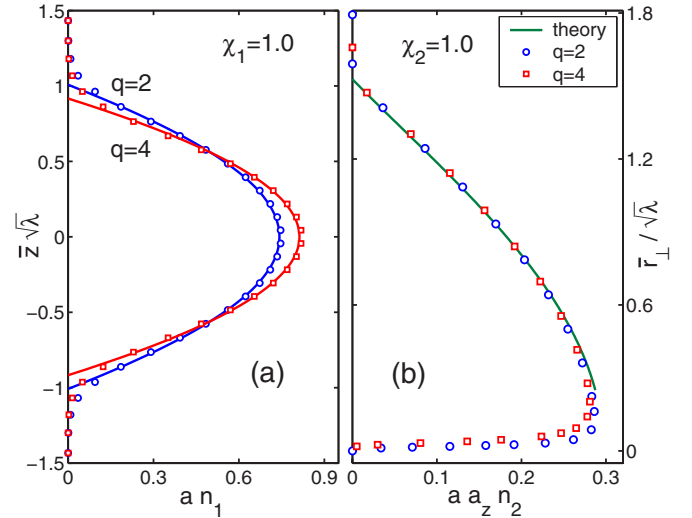 χ₁=1.0
q=2
q=4
(a)
z̄√λ
1.5
1
0.5
0
−0.5
−1
−1.5
0
0.3
0.6
0.9
a n₁
χ₂=1.0
theory
q=2
q=4
(b)
1.8
1.2
0.6
0
r̄⊥/√λ
0
0.1
0.2
0.3
a a_z n₂